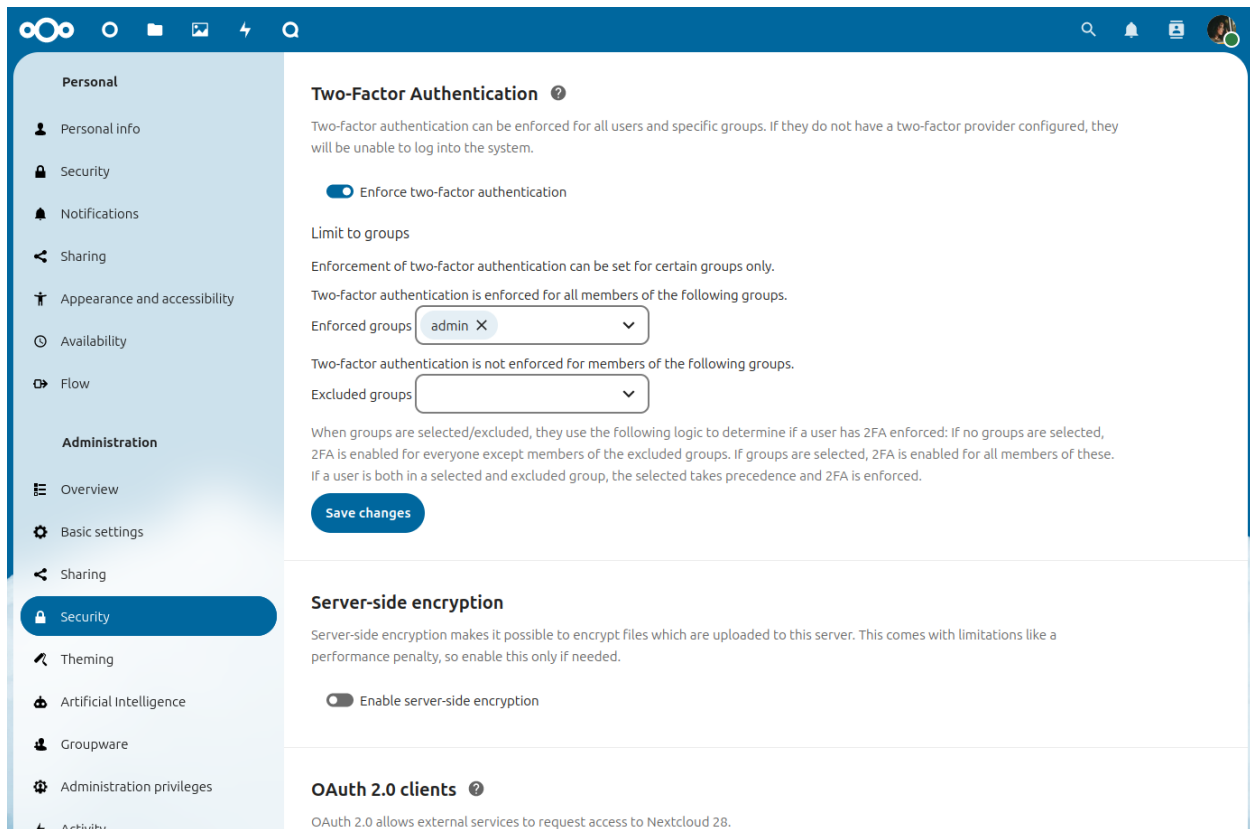 Personal
Personal info
Security
Notifications
Sharing
Appearance and accessibility
Availability
Flow
Administration
Overview
Basic settings
Sharing
Security
Theming
Artificial Intelligence
Groupware
Administration privileges
Activity
Two-Factor Authentication
Two-factor authentication can be enforced for all users and specific groups. If they do not have a two-factor provider configured, they
will be unable to log into the system.
Enforce two-factor authentication
Limit to groups
Enforcement of two-factor authentication can be set for certain groups only.
Two-factor authentication is enforced for all members of the following groups.
Enforced groups admin
Two-factor authentication is not enforced for members of the following groups.
Excluded groups
When groups are selected/excluded, they use the following logic to determine if a user has 2FA enforced: If no groups are selected,
2FA is enabled for everyone except members of the excluded groups. If groups are selected, 2FA is enabled for all members of these.
If a user is both in a selected and excluded group, the selected takes precedence and 2FA is enforced.
Save changes
Server-side encryption
Server-side encryption makes it possible to encrypt files which are uploaded to this server. This comes with limitations like a
performance penalty, so enable this only if needed.
Enable server-side encryption
OAuth 2.0 clients
OAuth 2.0 allows external services to request access to Nextcloud 28.